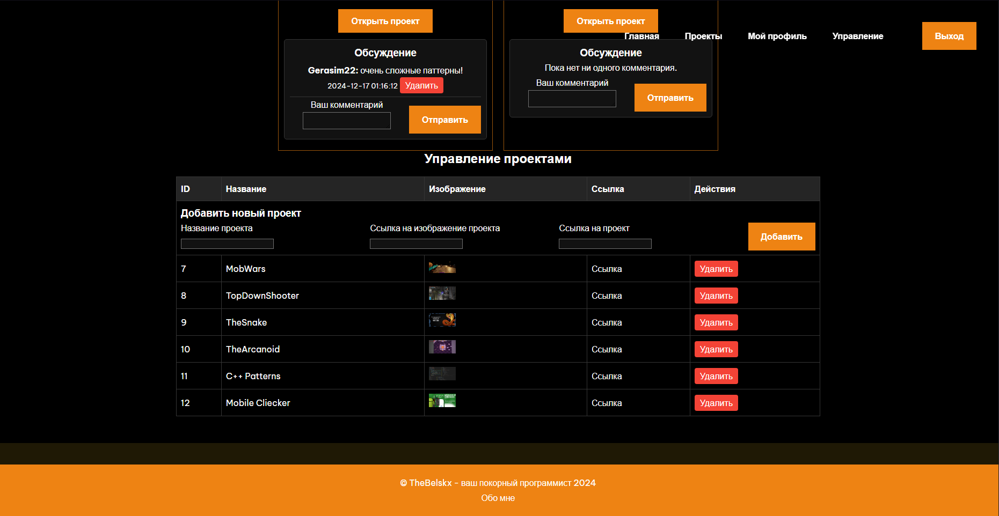 Открыть проект
Открыть проект
Главная Проекты Мой профиль Управление Выход
Обсуждение
Gerasim22: очень сложные паттерны!
2024-12-17 01:16:12 Удалить
Ваш комментарий
Отправить
Обсуждение
Пока нет ни одного комментария.
Ваш комментарий
Отправить
Управление проектами
ID Название Изображение Ссылка Действия
Добавить новый проект
Название проекта Ссылка на изображение проекта Ссылка на проект
Добавить
7 MobWars Ссылка Удалить
8 TopDownShooter Ссылка Удалить
9 TheSnake Ссылка Удалить
10 TheArcanoid Ссылка Удалить
11 C++ Patterns Ссылка Удалить
12 Mobile Cliecker Ссылка Удалить
© TheBelskx - ваш покорный программист 2024
Обо мне